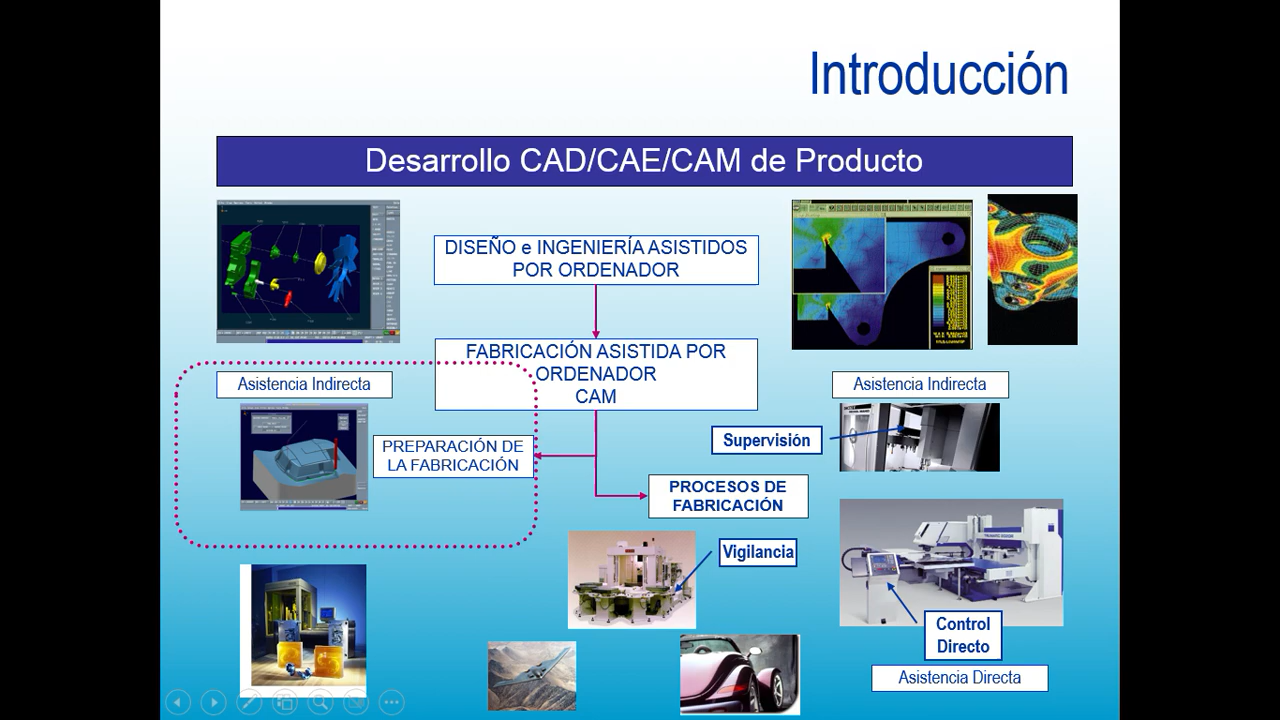 Introducción
Desarrollo CAD/CAE/CAM de Producto
DISEÑO e INGENIERÍA ASISTIDOS
POR ORDENADOR
FABRICACIÓN ASISTIDA POR
ORDENADOR
CAM
Asistencia Indirecta
Asistencia Indirecta
PREPARACIÓN DE
LA FABRICACIÓN
Supervisión
PROCESOS DE
FABRICACIÓN
Vigilancia
Control
Directo
Asistencia Directa